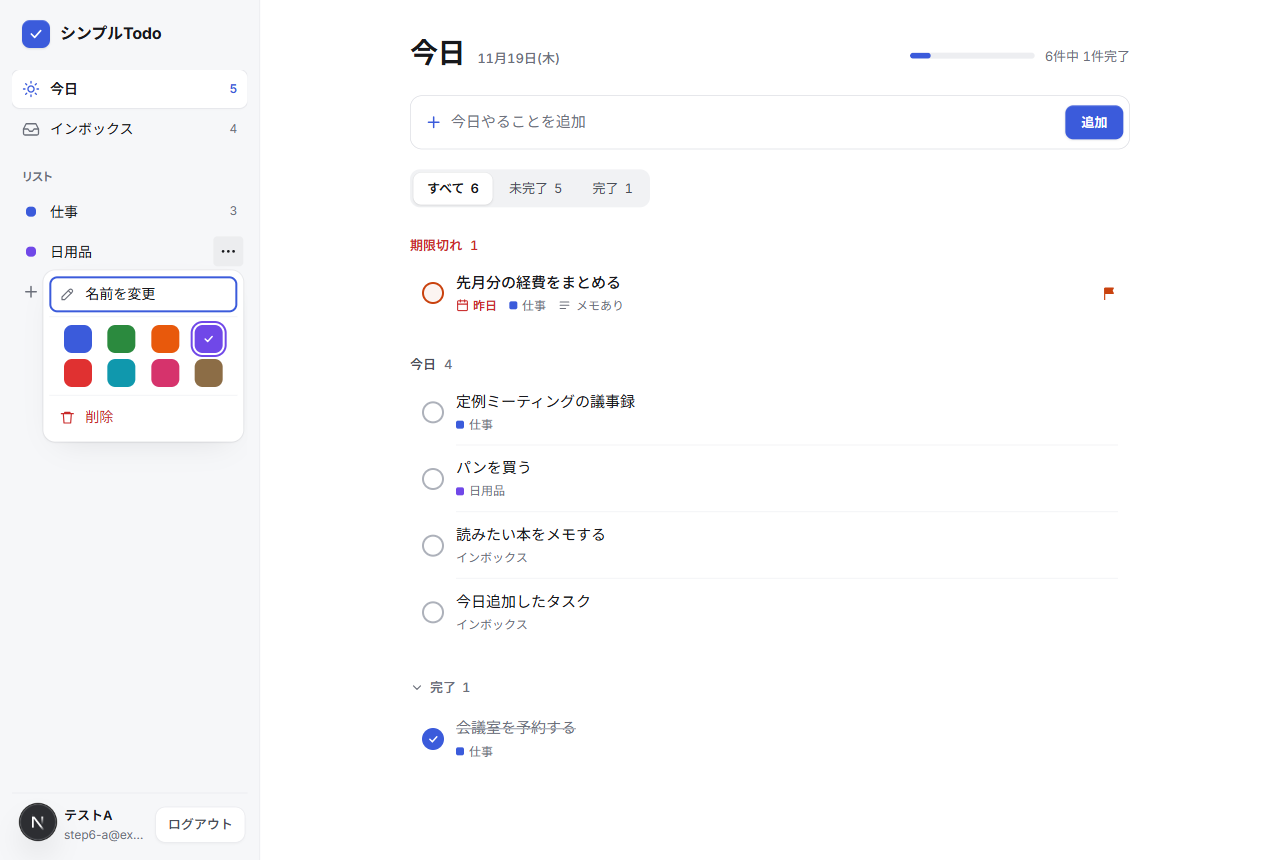 シンプルTodo
今日 5
インボックス 4
リスト
仕事 3
日用品
名前を変更
削除
テストA
step6-a@ex...
ログアウト
今日 11月19日(木)
6件中 1件完了
今日やることを追加
追加
すべて 6 未完了 5 完了 1
期限切れ 1
先月分の経費をまとめる
昨日 仕事 メモあり
今日 4
定例ミーティングの議事録
仕事
パンを買う
日用品
読みたい本をメモする
インボックス
今日追加したタスク
インボックス
完了 1
会議室を予約する
仕事